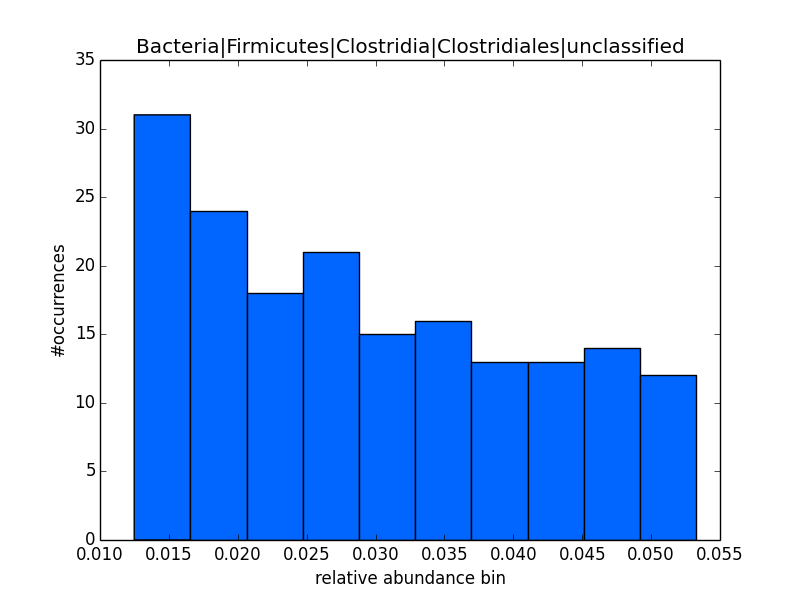 Bacteria|Firmicutes|Clostridia|Clostridiales|unclassified
35
30
25
20
15
10
5
0
#occurrences
0.010 0.015 0.020 0.025 0.030 0.035 0.040 0.045 0.050 0.055
relative abundance bin